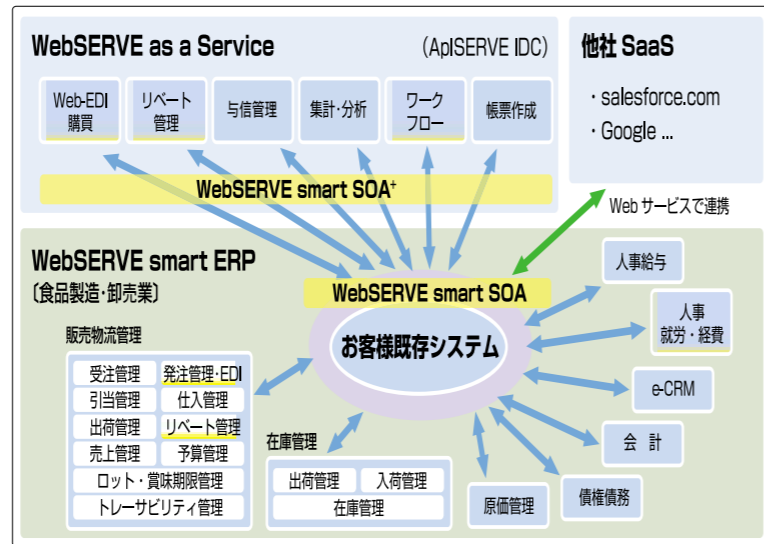 WebSERVE as a Service
(ApISERVE IDC)
Web-EDI
購買
リベート
管理
与信管理
集計・分析
ワーク
フロー
帳票作成
WebSERVE smart SOA⁺
他社 SaaS
・salesforce.com
・Google ...
Web サービスで連携
WebSERVE smart ERP
〔食品製造・卸売業〕
WebSERVE smart SOA
お客様既存システム
販売物流管理
受注管理
発注管理・EDI
引当管理
仕入管理
出荷管理
リベート管理
売上管理
予算管理
ロット・賞味期限管理
トレーサビリティ管理
在庫管理
出荷管理
入荷管理
在庫管理
人事給与
人事
就労・経費
e-CRM
会　計
債権債務
原価管理